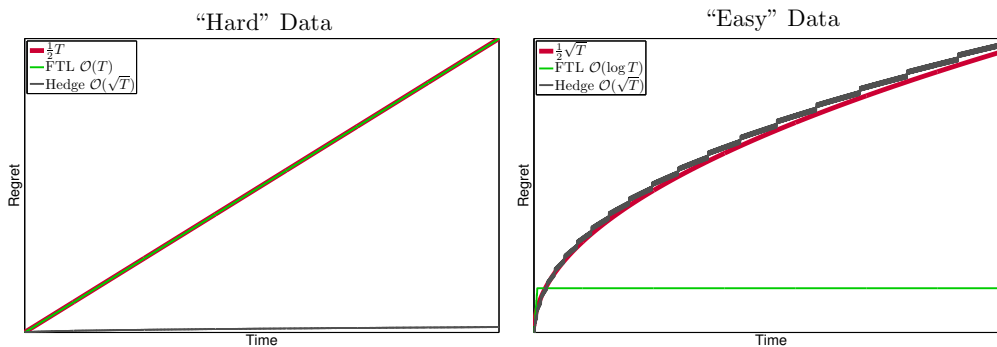 “Hard” Data
½T
FTL 𝒪(T)
Hedge 𝒪(√T)
Regret
Time
“Easy” Data
½√T
FTL 𝒪(log T)
Hedge 𝒪(√T)
Regret
Time